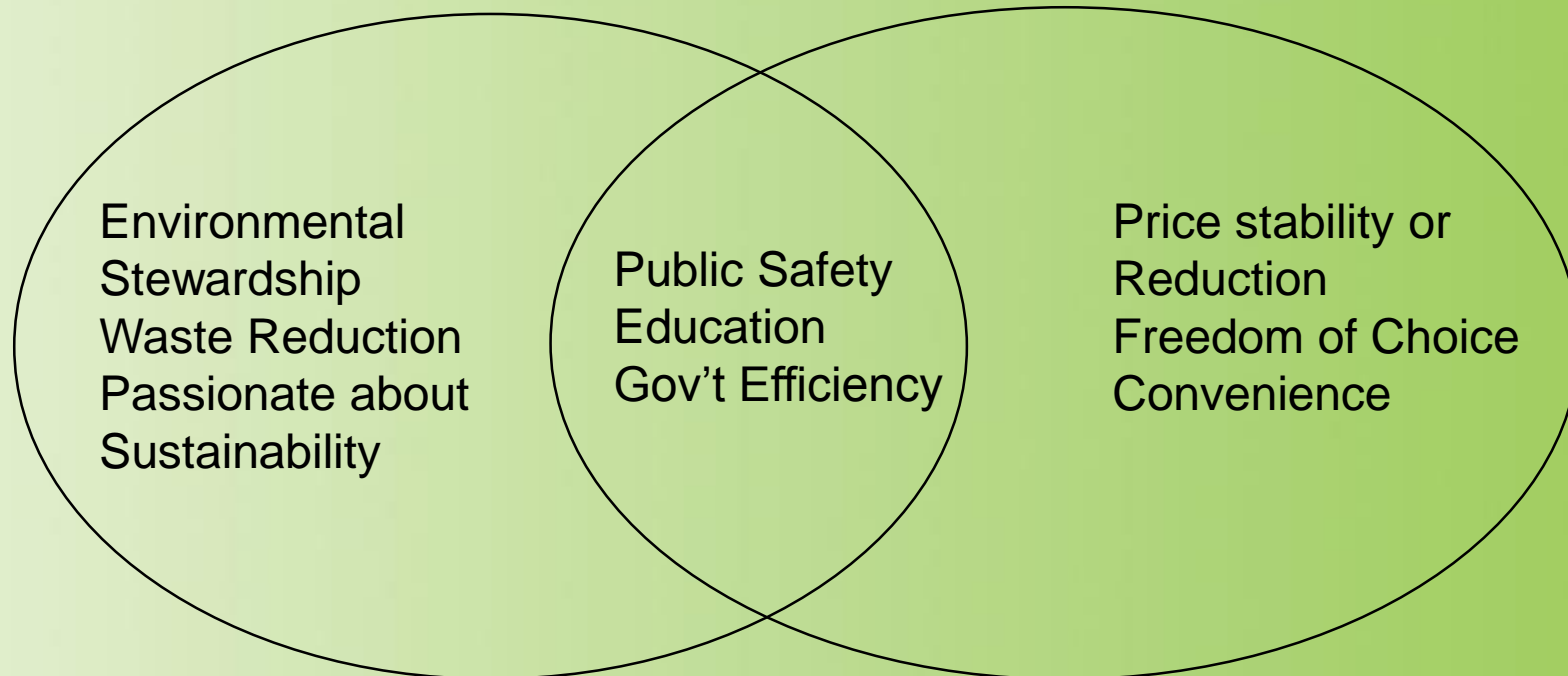 Environmental
Stewardship
Waste Reduction
Passionate about
Sustainability
Public Safety
Education
Gov't Efficiency
Price stability or
Reduction
Freedom of Choice
Convenience